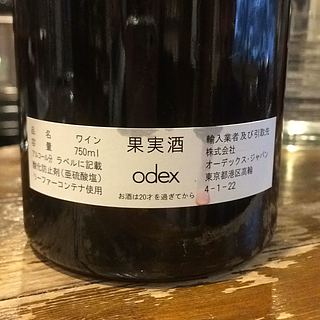 品　名　ワイン
容　量　750ml
アルコール分 ラベルに記載
酸化防止剤(亜硫酸塩)
リーファーコンテナ使用
果実酒
odex
お酒は20才を過ぎてから
輸入業者及び引取先
株式会社
オーデックス・ジャパン
東京都港区高輪
4-1-22